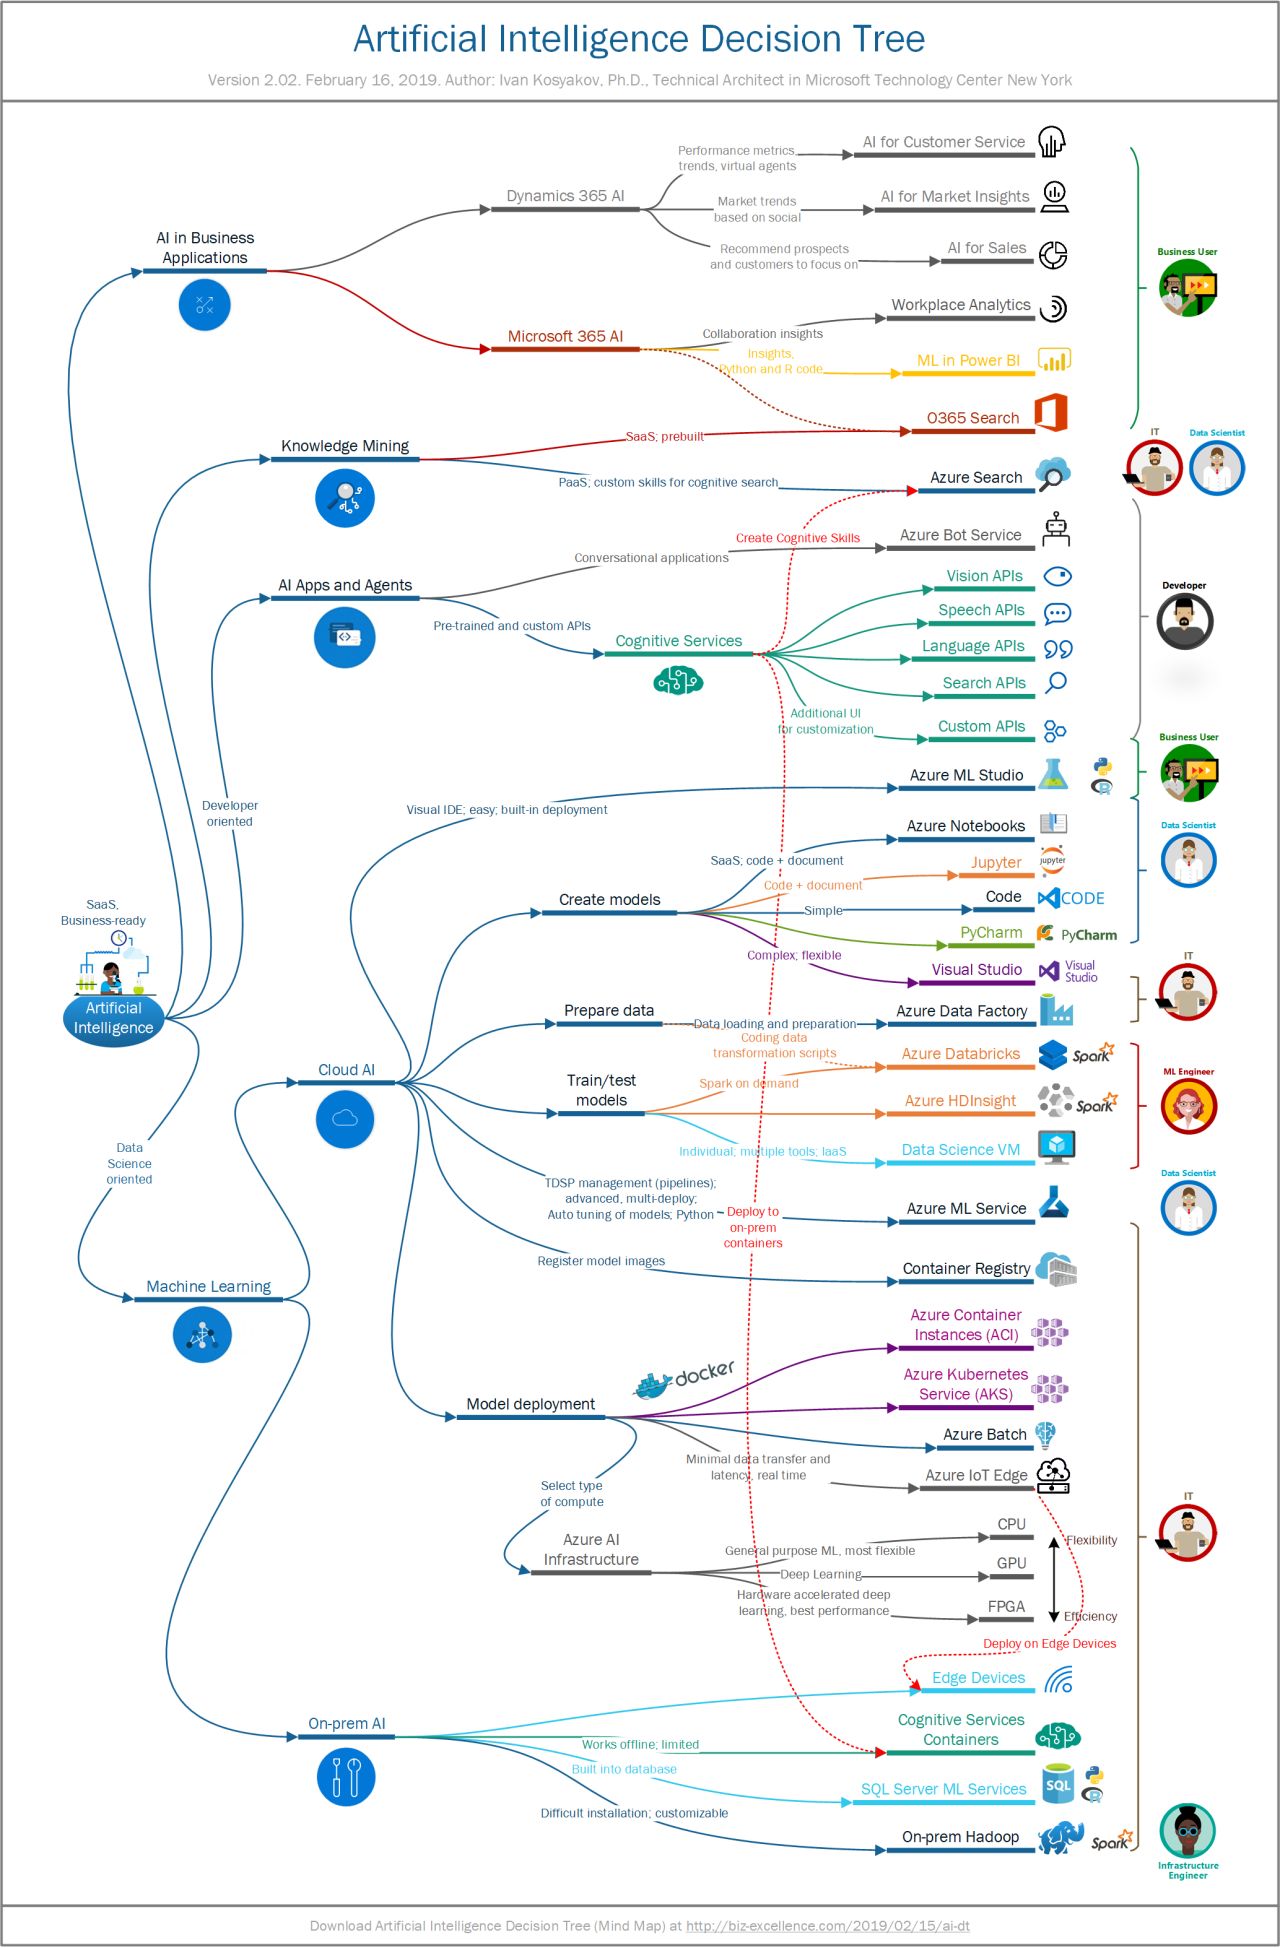 Artificial Intelligence Decision Tree
Version 2.02. February 16, 2019. Author: Ivan Kosyakov, Ph.D., Technical Architect in Microsoft Technology Center New York
AI in Business
Applications
Dynamics 365 AI
Performance metrics,
trends, virtual agents
AI for Customer Service
Market trends
based on social
AI for Market Insights
Recommend prospects
and customers to focus on
AI for Sales
Business User
Microsoft 365 AI
Collaboration insights
Workplace Analytics
Insights,
Python and R code
ML in Power BI
O365 Search
Knowledge Mining
SaaS; prebuilt
PaaS; custom skills for cognitive search
Azure Search
IT
Data Scientist
AI Apps and Agents
Create Cognitive Skills
Conversational applications
Azure Bot Service
Pre-trained and custom APIs
Cognitive Services
Vision APIs
Speech APIs
Language APIs
Search APIs
Additional UI
for customization
Custom APIs
Developer
Business User
Developer
oriented
Visual IDE; easy; built-in deployment
Azure ML Studio
SaaS,
Business-ready
Artificial
Intelligence
Data
Science
oriented
Machine Learning
Cloud AI
Create models
SaaS; code + document
Azure Notebooks
Code + document
Jupyter
jupyter
Simple
Code
CODE
PyCharm
PyCharm
Complex; flexible
Visual Studio
Visual
Studio
Data Scientist
IT
Prepare data
Data loading and preparation
Azure Data Factory
Coding data
transformation scripts
Azure Databricks
Spark
Train/test
models
Spark on demand
Azure HDInsight
Spark
Individual; multiple tools; IaaS
Data Science VM
ML Engineer
Data Scientist
TDSP management (pipelines);
advanced, multi-deploy;
Auto tuning of models; Python
Azure ML Service
Deploy to
on-prem
containers
Register model images
Container Registry
Model deployment
docker
Azure Container
Instances (ACI)
Azure Kubernetes
Service (AKS)
Azure Batch
Minimal data transfer and
latency, real time
Azure IoT Edge
Select type
of compute
Azure AI
Infrastructure
General purpose ML, most flexible
CPU
Deep Learning
GPU
Hardware accelerated deep
learning, best performance
FPGA
Flexibility
Efficiency
IT
Deploy on Edge Devices
On-prem AI
Edge Devices
Works offline; limited
Cognitive Services
Containers
Built into database
SQL Server ML Services
SQL
Difficult installation; customizable
On-prem Hadoop
Spark
Infrastructure
Engineer
Download Artificial Intelligence Decision Tree (Mind Map) at http://biz-excellence.com/2019/02/15/ai-dt